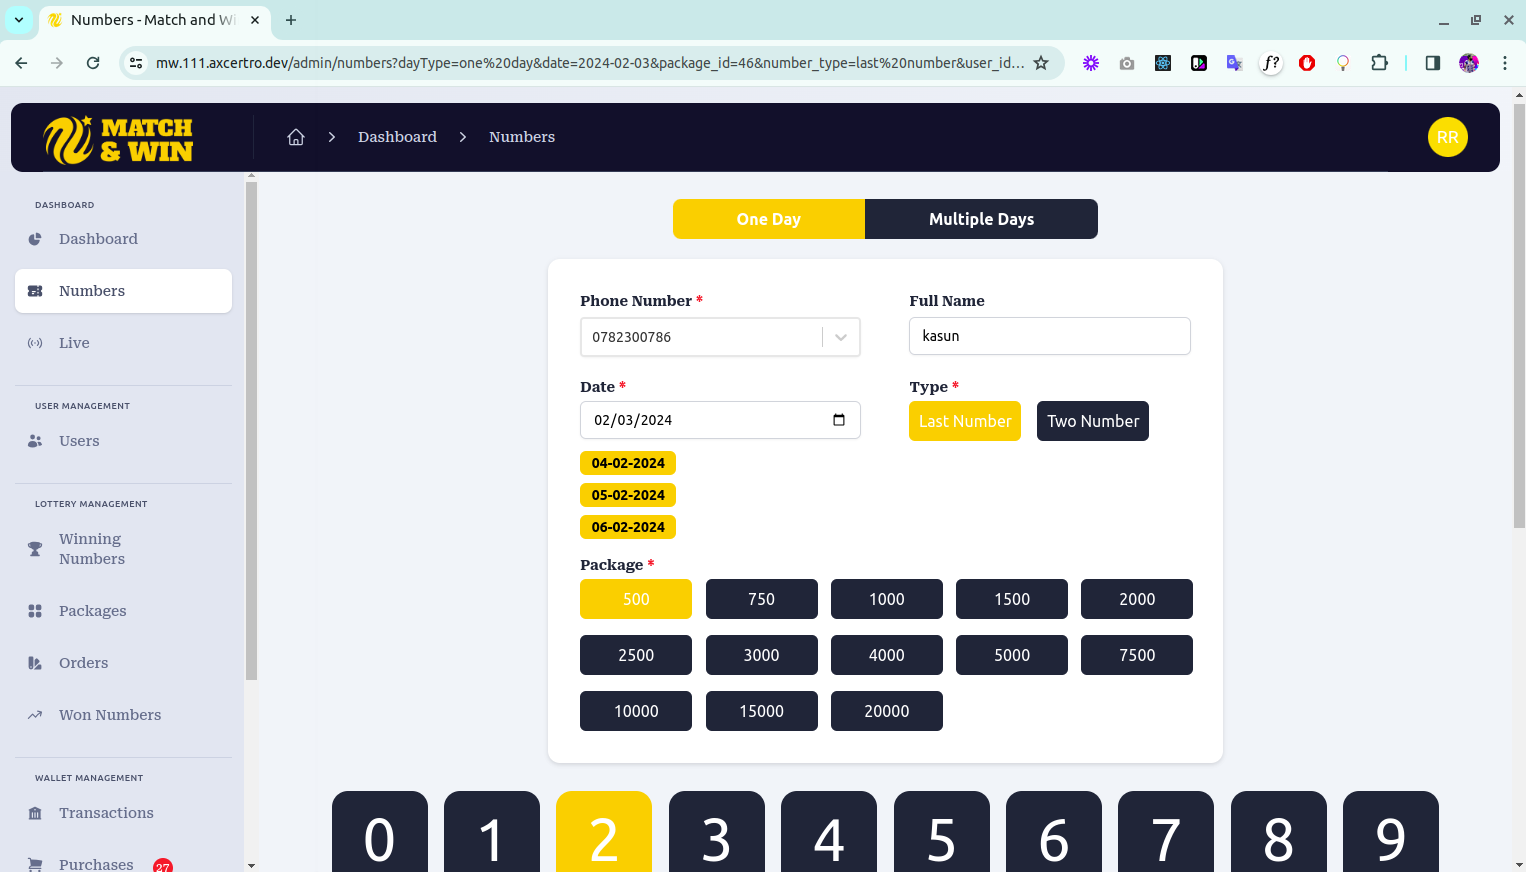 Numbers - Match and Wi
mw.111.axcertro.dev/admin/numbers?dayType=one%20day&date=2024-02-03&package_id=46&number_type=last%20number&user_id...
f?
MATCH & WIN
Dashboard
Numbers
RR
DASHBOARD
Dashboard
Numbers
Live
USER MANAGEMENT
Users
LOTTERY MANAGEMENT
Winning
Numbers
Packages
Orders
Won Numbers
WALLET MANAGEMENT
Transactions
Purchases 27
One Day Multiple Days
Phone Number * Full Name
0782300786 kasun
Date * Type *
02/03/2024 Last Number Two Number
04-02-2024
05-02-2024
06-02-2024
Package *
500 750 1000 1500 2000
2500 3000 4000 5000 7500
10000 15000 20000
0 1 2 3 4 5 6 7 8 9